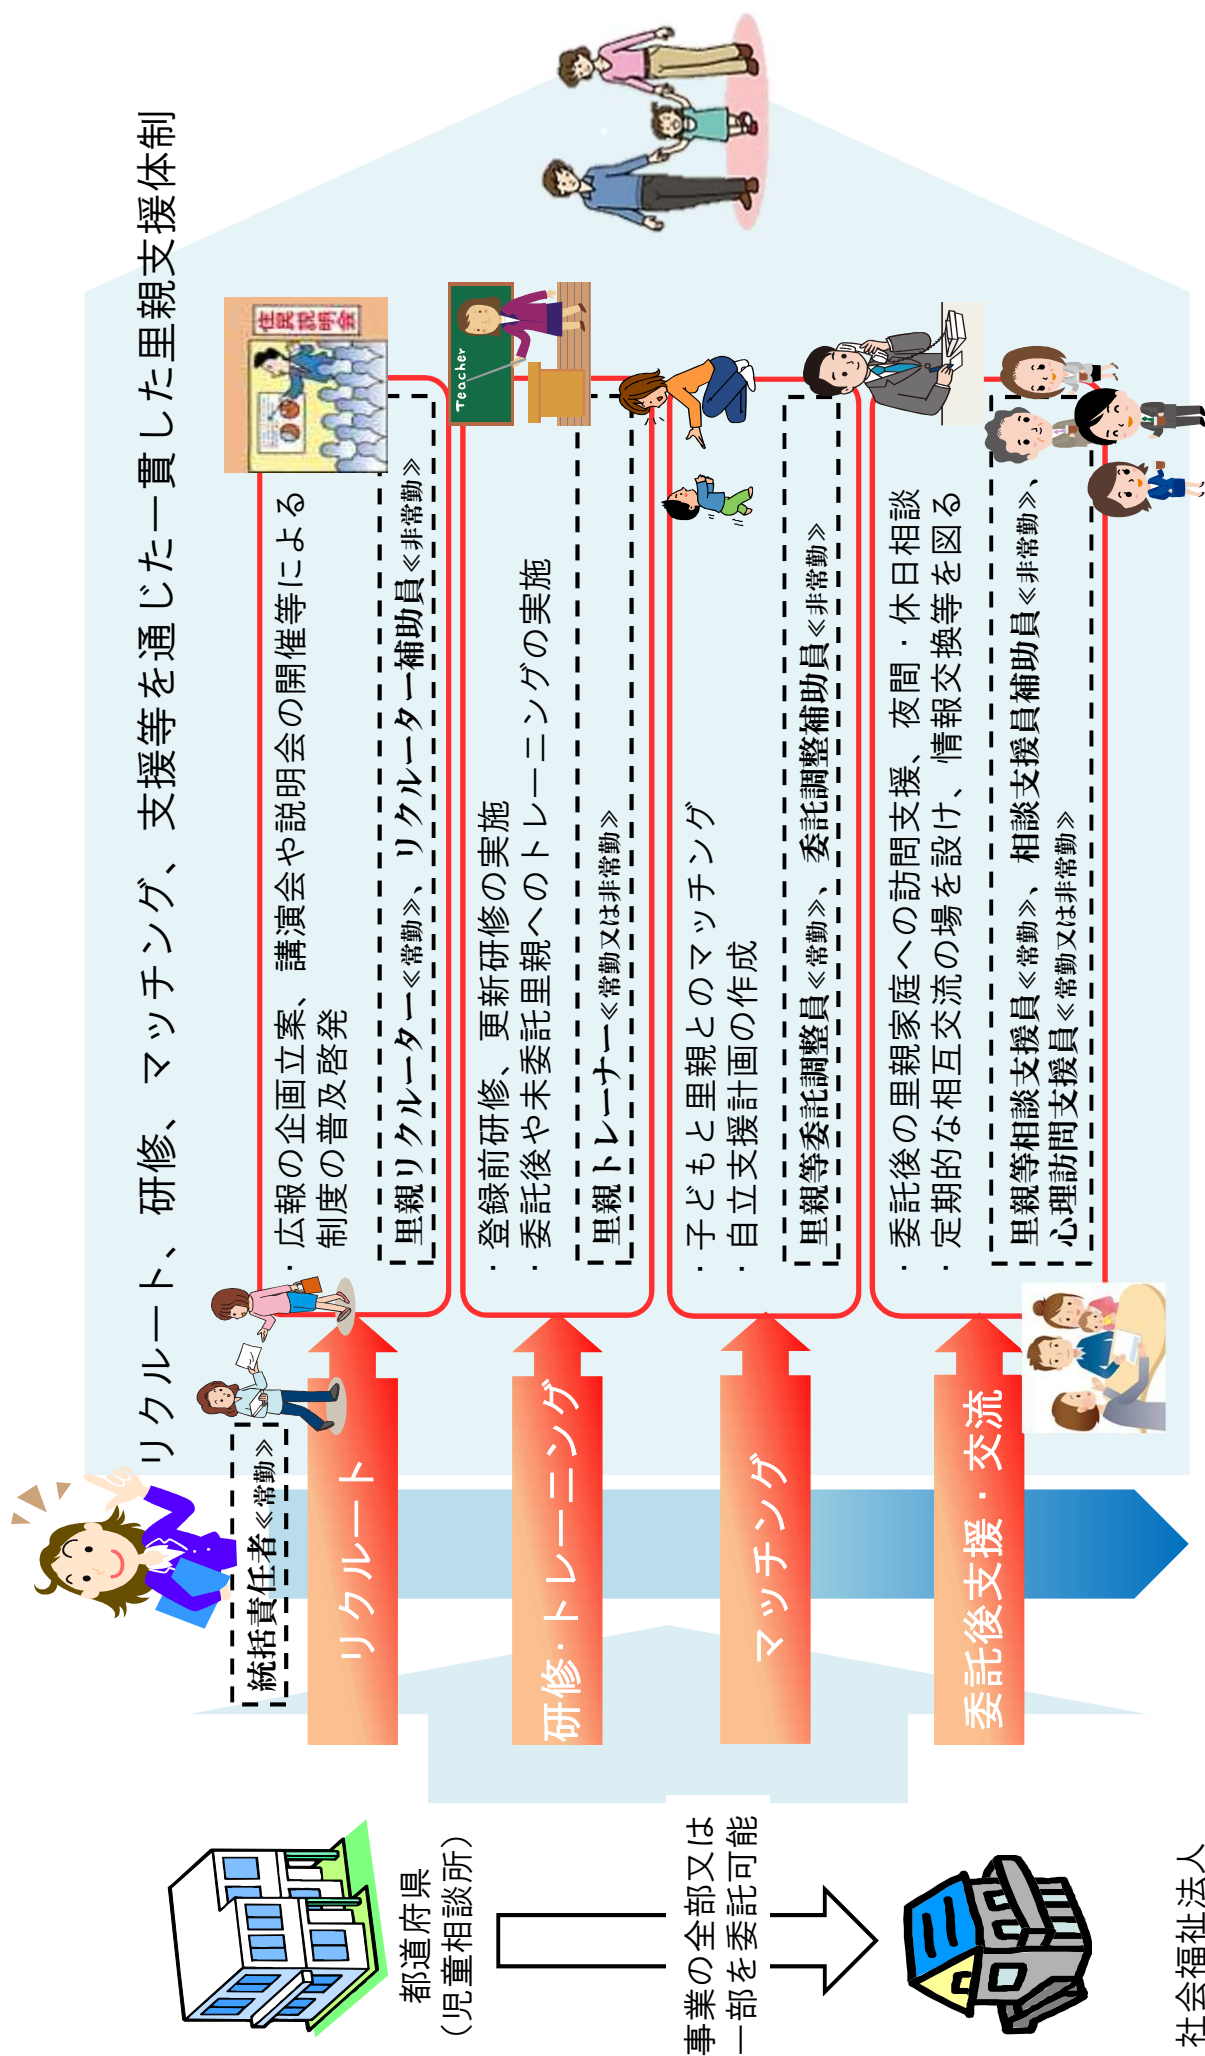 リクルート、研修、マッチング、支援等を通じた一貫した里親支援体制
統括責任者≪常勤≫
リクルート
・広報の企画立案、講演会や説明会の開催等による
制度の普及啓発
里親リクルーター≪常勤≫、リクルーター補助員≪非常勤≫
住民説明会
研修・トレーニング
・登録前研修、更新研修の実施
・委託後や未委託里親へのトレーニングの実施
里親トレーナー≪常勤又は非常勤≫
Teacher
マッチング
・子どもと里親とのマッチング
・自立支援計画の作成
里親等委託調整員≪常勤≫、委託調整補助員≪非常勤≫
委託後支援・交流
・委託後の里親家庭への訪問支援、夜間・休日相談
・定期的な相互交流の場を設け、情報交換等を図る
里親等相談支援員≪常勤≫、相談支援員補助員≪非常勤≫、
心理訪問支援員≪常勤又は非常勤≫
都道府県
（児童相談所）
事業の全部又は
一部を委託可能
社会福祉法人